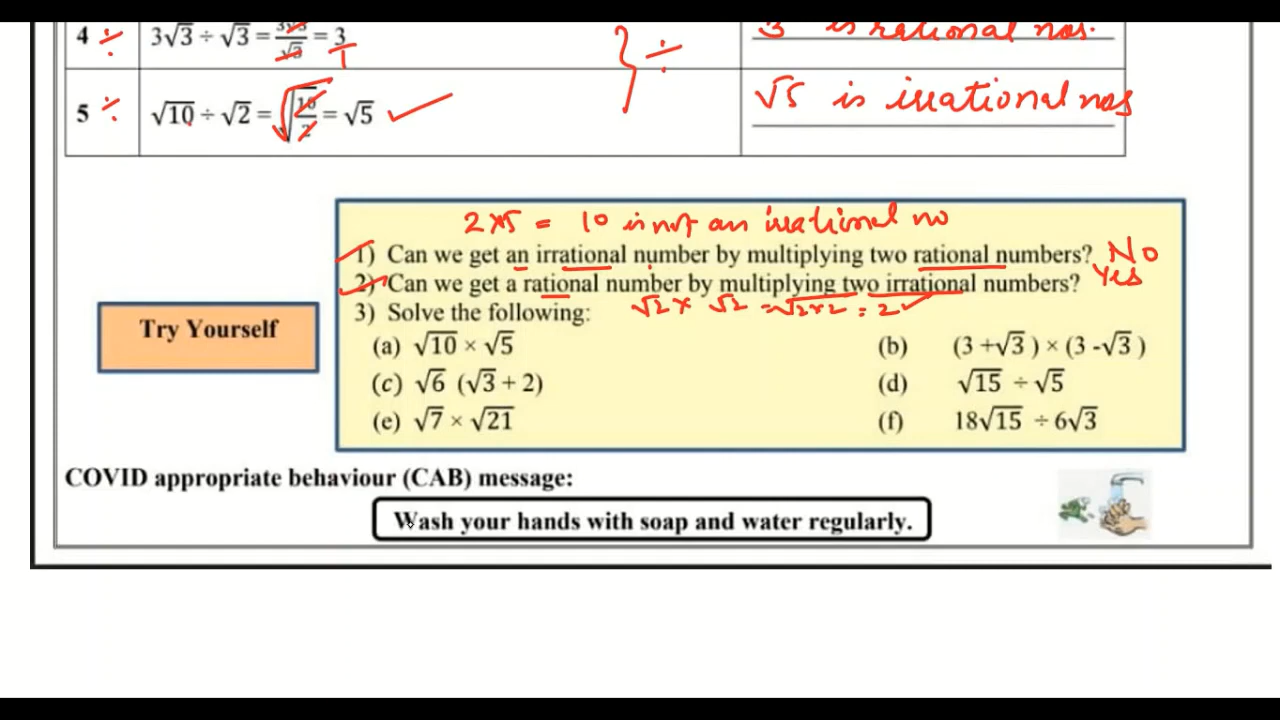 4 ÷ 3√3 ÷ √3 = 3√3/√3 = 3/1 } ÷ 3 is rational nos.
5 ÷ √10 ÷ √2 = √10/2 = √5 ✓ √5 is irrational nos
2×5 = 10 is not an irrational no
1) Can we get an irrational number by multiplying two rational numbers? No
2) Can we get a rational number by multiplying two irrational numbers? Yes
√2 × √2 = √2×2 = 2 ✓
3) Solve the following:
Try Yourself
(a) √10 × √5 (b) (3 +√3 ) × (3 -√3 )
(c) √6 (√3 + 2) (d) √15 ÷ √5
(e) √7 × √21 (f) 18√15 ÷ 6√3
COVID appropriate behaviour (CAB) message:
Wash your hands with soap and water regularly.